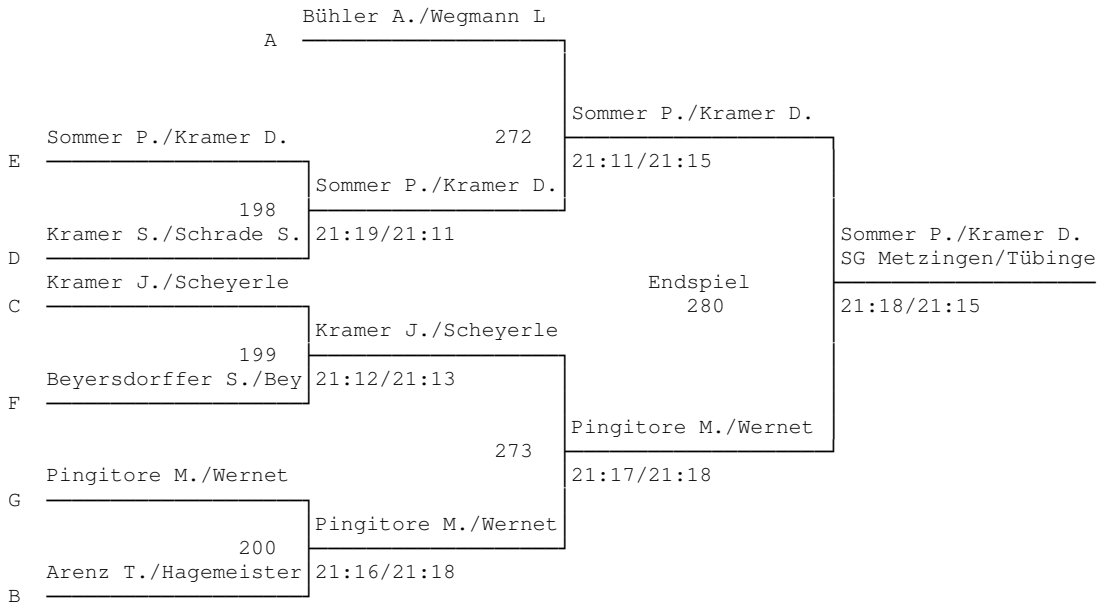 Bühler A./Wegmann L
A
Sommer P./Kramer D.
Sommer P./Kramer D.
272
E
21:11/21:15
Sommer P./Kramer D.
198
Kramer S./Schrade S.
21:19/21:11
Sommer P./Kramer D.
D
SG Metzingen/Tübinge
Kramer J./Scheyerle
Endspiel
C
280
21:18/21:15
Kramer J./Scheyerle
199
Beyersdorffer S./Bey
21:12/21:13
F
Pingitore M./Wernet
273
Pingitore M./Wernet
21:17/21:18
G
Pingitore M./Wernet
200
Arenz T./Hagemeister
21:16/21:18
B